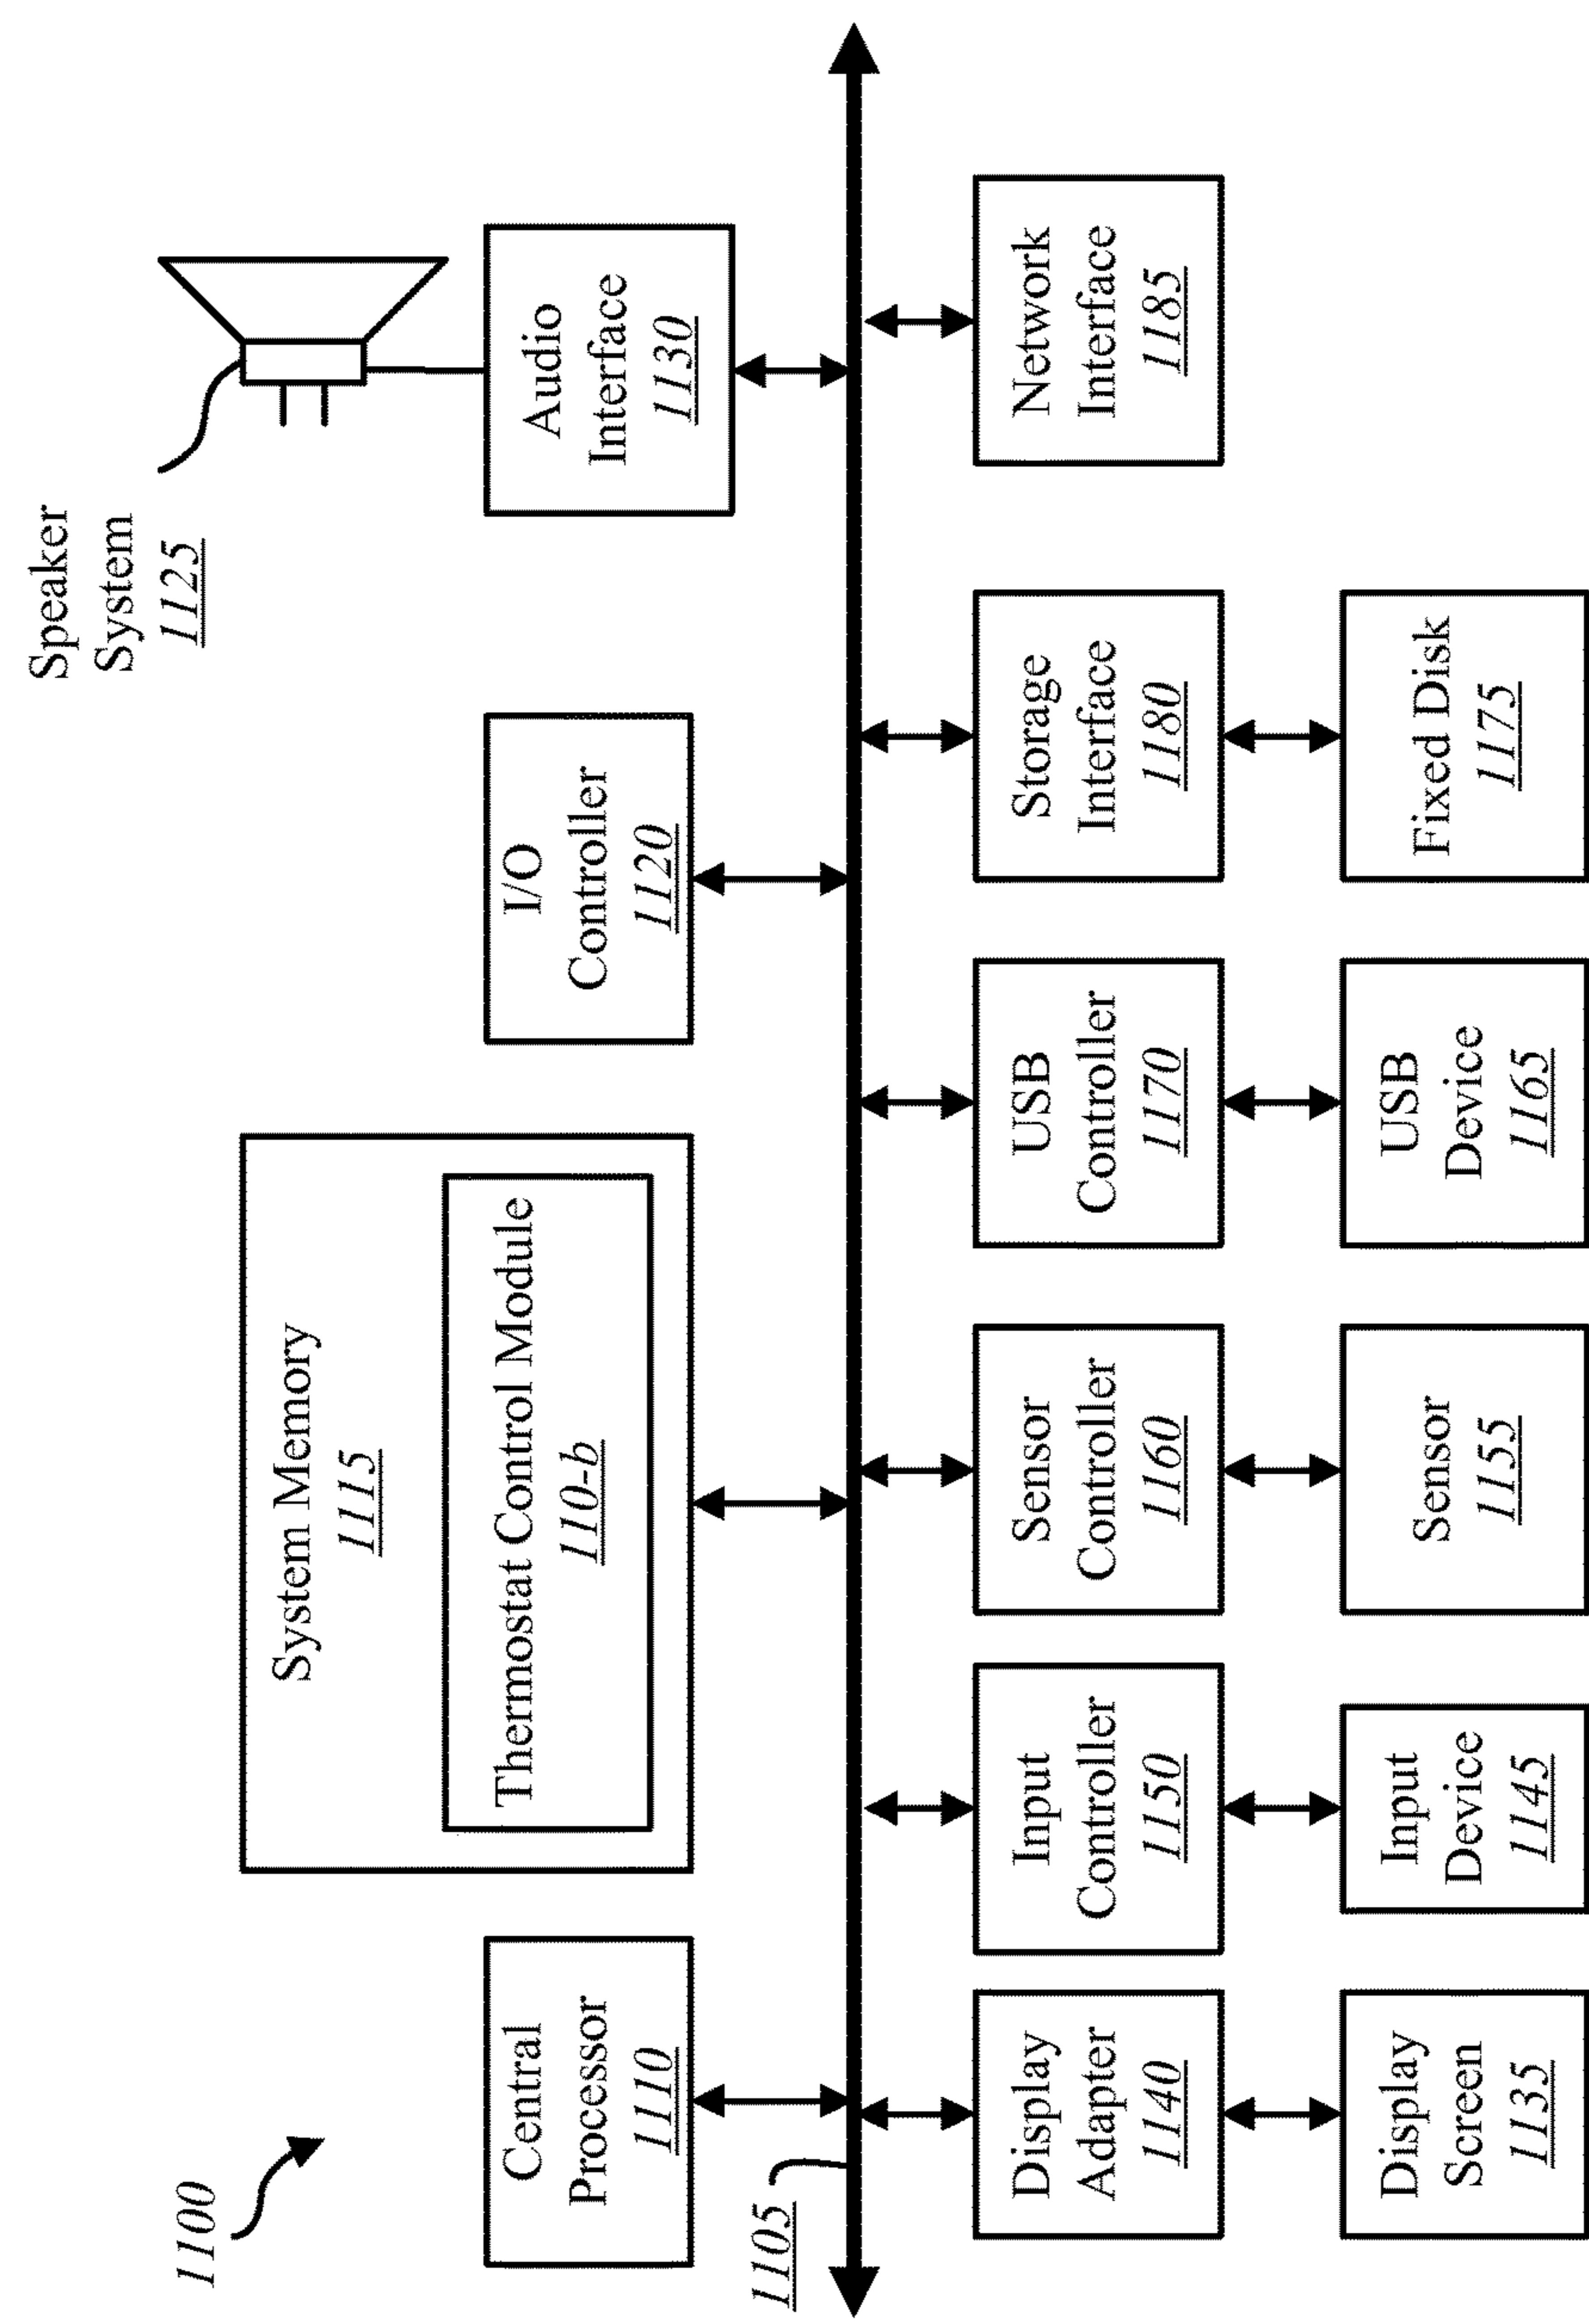 1100
Speaker
System
1125
Central
Processor
1110
System Memory
1115
Thermostat Control Module
110-b
I/O
Controller
1120
Audio
Interface
1130
1105
Display
Adapter
1140
Input
Controller
1150
Sensor
Controller
1160
USB
Controller
1170
Storage
Interface
1180
Network
Interface
1185
Display
Screen
1135
Input
Device
1145
Sensor
1155
USB
Device
1165
Fixed Disk
1175